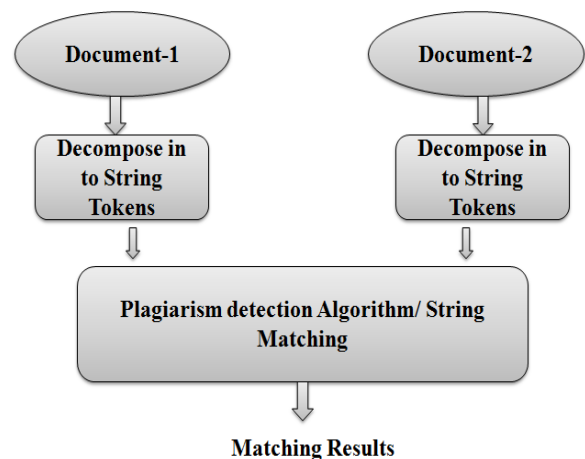 Document-1
Document-2
Decompose in
to String
Tokens
Decompose in
to String
Tokens
Plagiarism detection Algorithm/ String
Matching
Matching Results